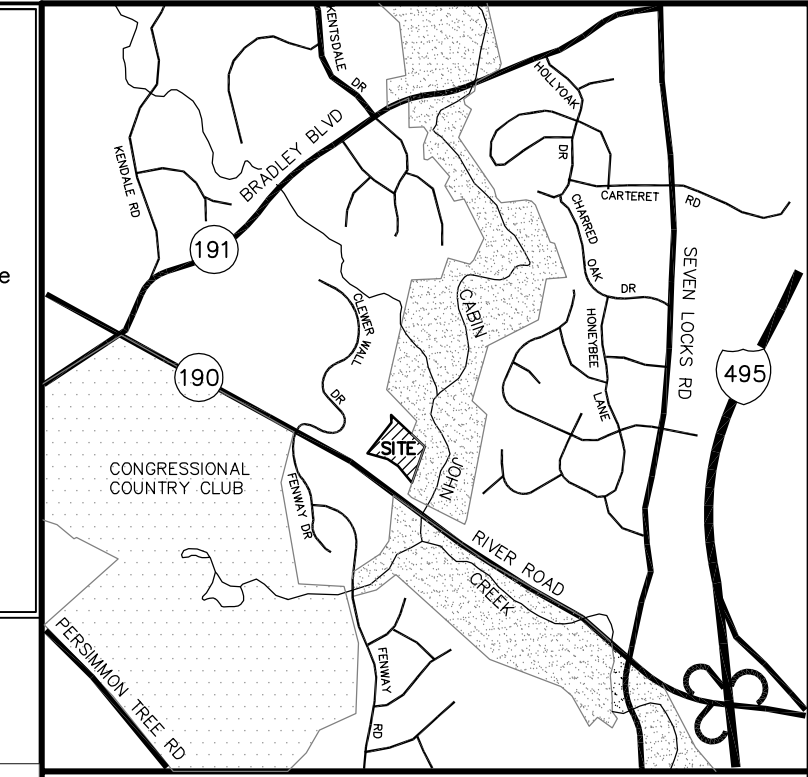 KENTSDALE
DR
HOLLYOAK
DR
KENDALE RD
BRADLEY BLVD
191
CARTERET
RD
CHARRED
OAK
DR
e
SEVEN LOCKS RD
CABIN
CLEWER WALL
DR
HONEYBEE
LANE
190
495
SITE
CONGRESSIONAL
COUNTRY CLUB
JOHN
FENWAY DR
RIVER ROAD
CREEK
PERSIMMON TREE RD
FENWAY
RD